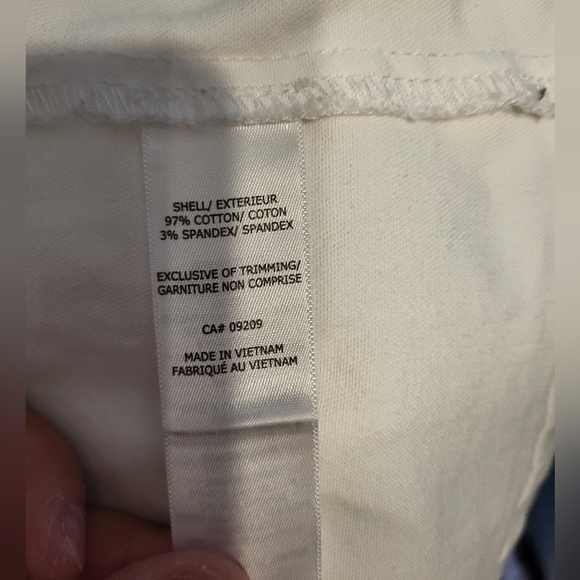 SHELL/ EXTERIEUR
97% COTTON/ COTON
3% SPANDEX/ SPANDEX
EXCLUSIVE OF TRIMMING/
GARNITURE NON COMPRISE
CA# 09209
MADE IN VIETNAM
FABRIQUÉ AU VIETNAM